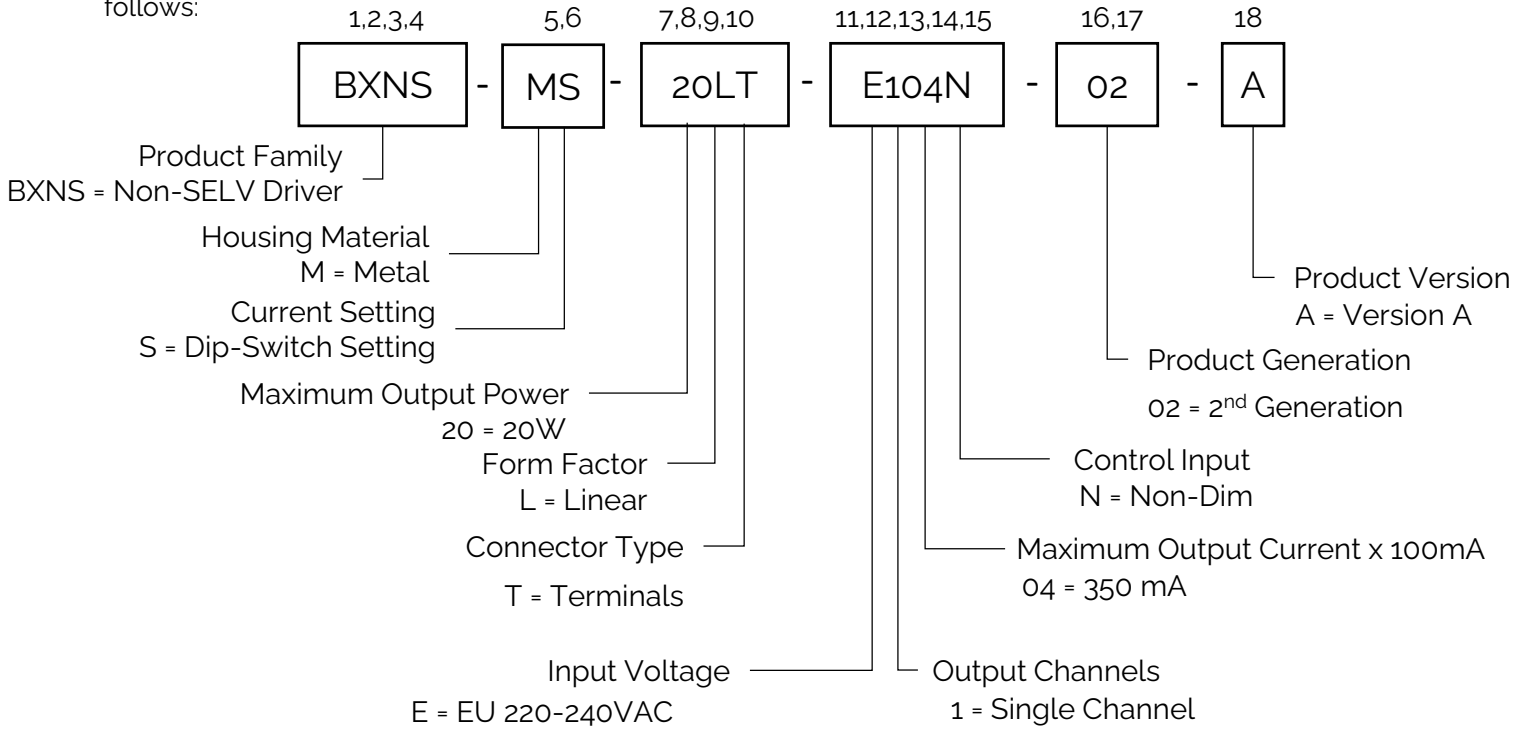 follows:
1,2,3,4 5,6 7,8,9,10 11,12,13,14,15 16,17 18
BXNS - MS - 20LT - E104N - 02 - A
Product Family
BXNS = Non-SELV Driver
Housing Material
M = Metal
Current Setting
S = Dip-Switch Setting
Maximum Output Power
20 = 20W
Form Factor
L = Linear
Connector Type
T = Terminals
Input Voltage
E = EU 220-240VAC
Output Channels
1 = Single Channel
Maximum Output Current x 100mA
04 = 350 mA
Control Input
N = Non-Dim
Product Generation
02 = 2nd Generation
Product Version
A = Version A